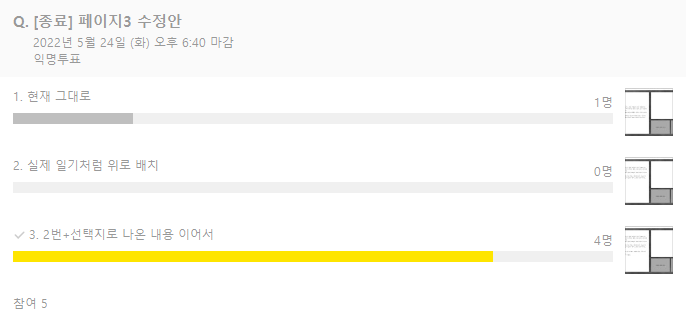 Q. [종료] 페이지3 수정안
2022년 5월 24일 (화) 오후 6:40 마감
익명투표
1. 현재 그대로
1명
2. 실제 일기처럼 위로 배치
0명
3. 2번+선택지로 나온 내용 이어서
4명
참여 5